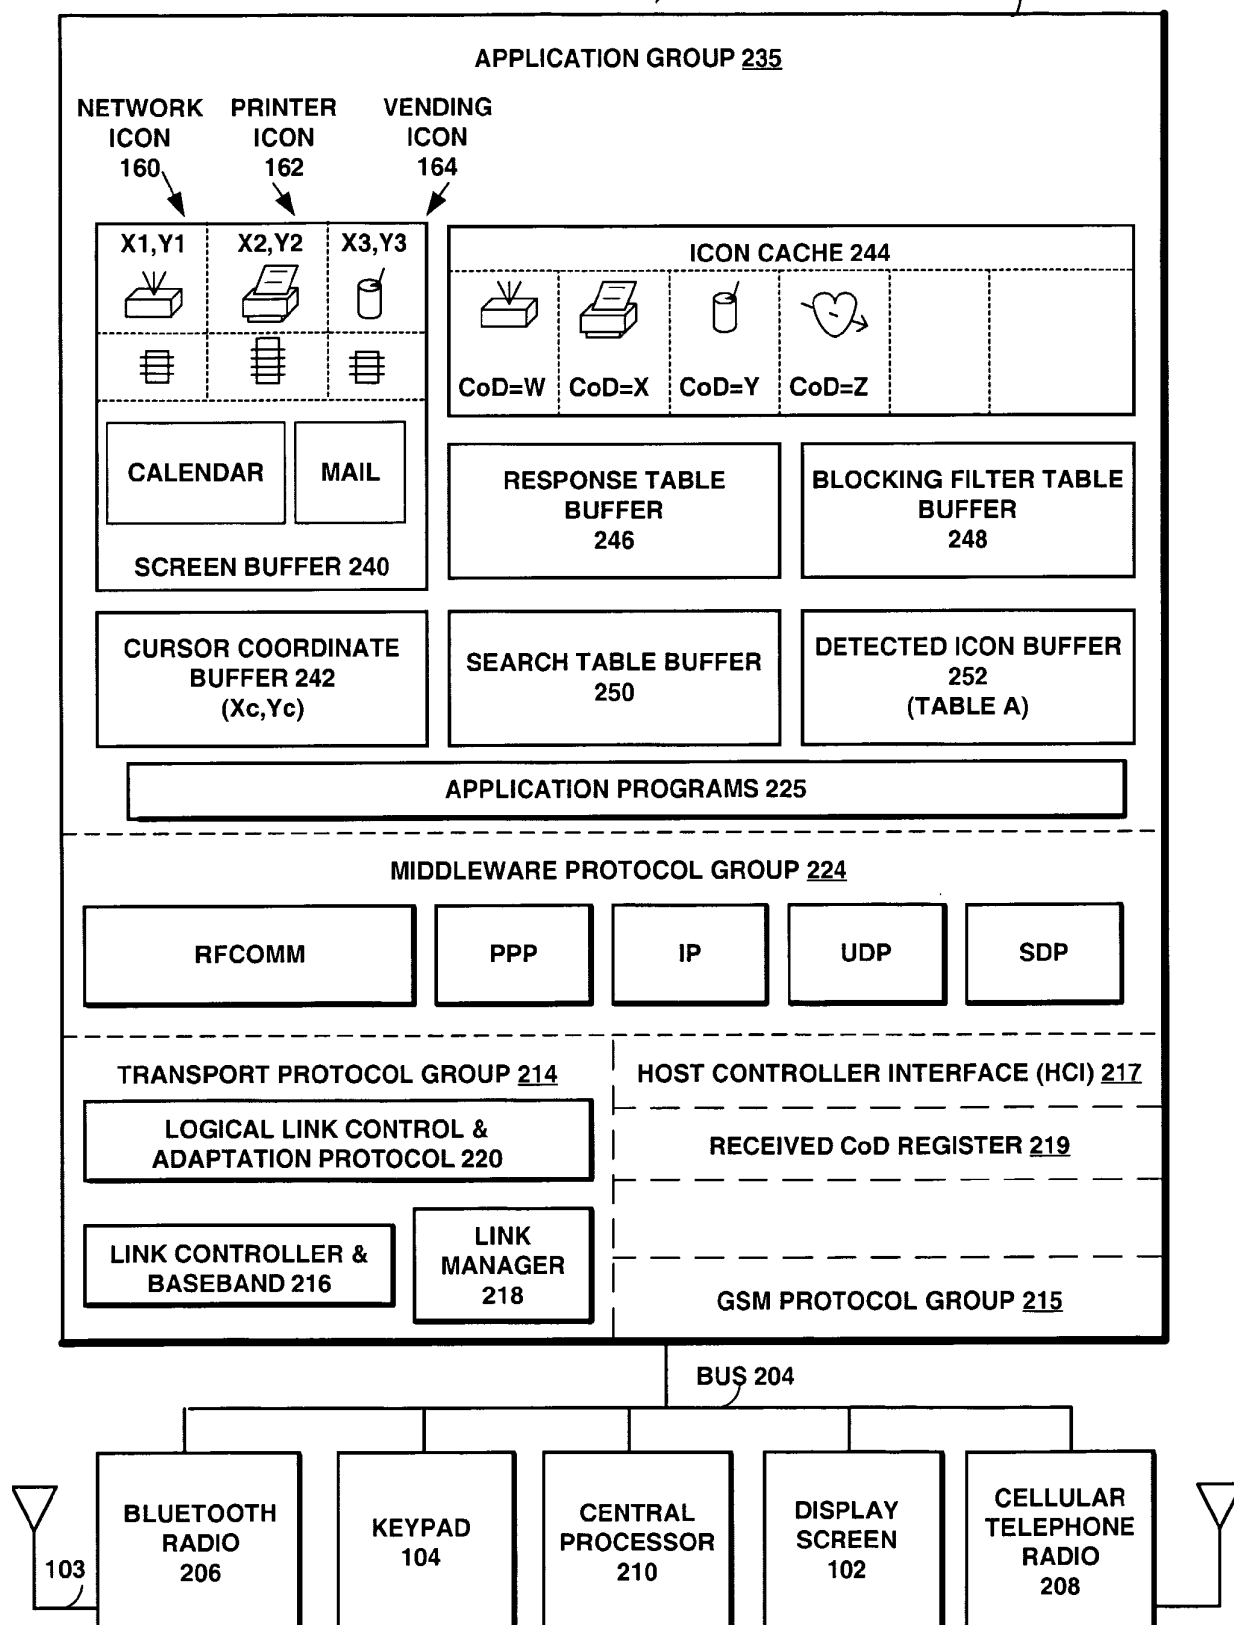 APPLICATION GROUP 235
NETWORK ICON 160
PRINTER ICON 162
VENDING ICON 164
X1,Y1
X2,Y2
X3,Y3
CALENDAR
MAIL
SCREEN BUFFER 240
ICON CACHE 244
CoD=W
CoD=X
CoD=Y
CoD=Z
RESPONSE TABLE
BUFFER
246
BLOCKING FILTER TABLE
BUFFER
248
CURSOR COORDINATE
BUFFER 242
(Xc,Yc)
SEARCH TABLE BUFFER
250
DETECTED ICON BUFFER
252
(TABLE A)
APPLICATION PROGRAMS 225
MIDDLEWARE PROTOCOL GROUP 224
RFCOMM
PPP
IP
UDP
SDP
TRANSPORT PROTOCOL GROUP 214
LOGICAL LINK CONTROL &
ADAPTATION PROTOCOL 220
LINK CONTROLLER &
BASEBAND 216
LINK
MANAGER
218
HOST CONTROLLER INTERFACE (HCI) 217
RECEIVED CoD REGISTER 219
GSM PROTOCOL GROUP 215
BUS 204
103
BLUETOOTH
RADIO
206
KEYPAD
104
CENTRAL
PROCESSOR
210
DISPLAY
SCREEN
102
CELLULAR
TELEPHONE
RADIO
208